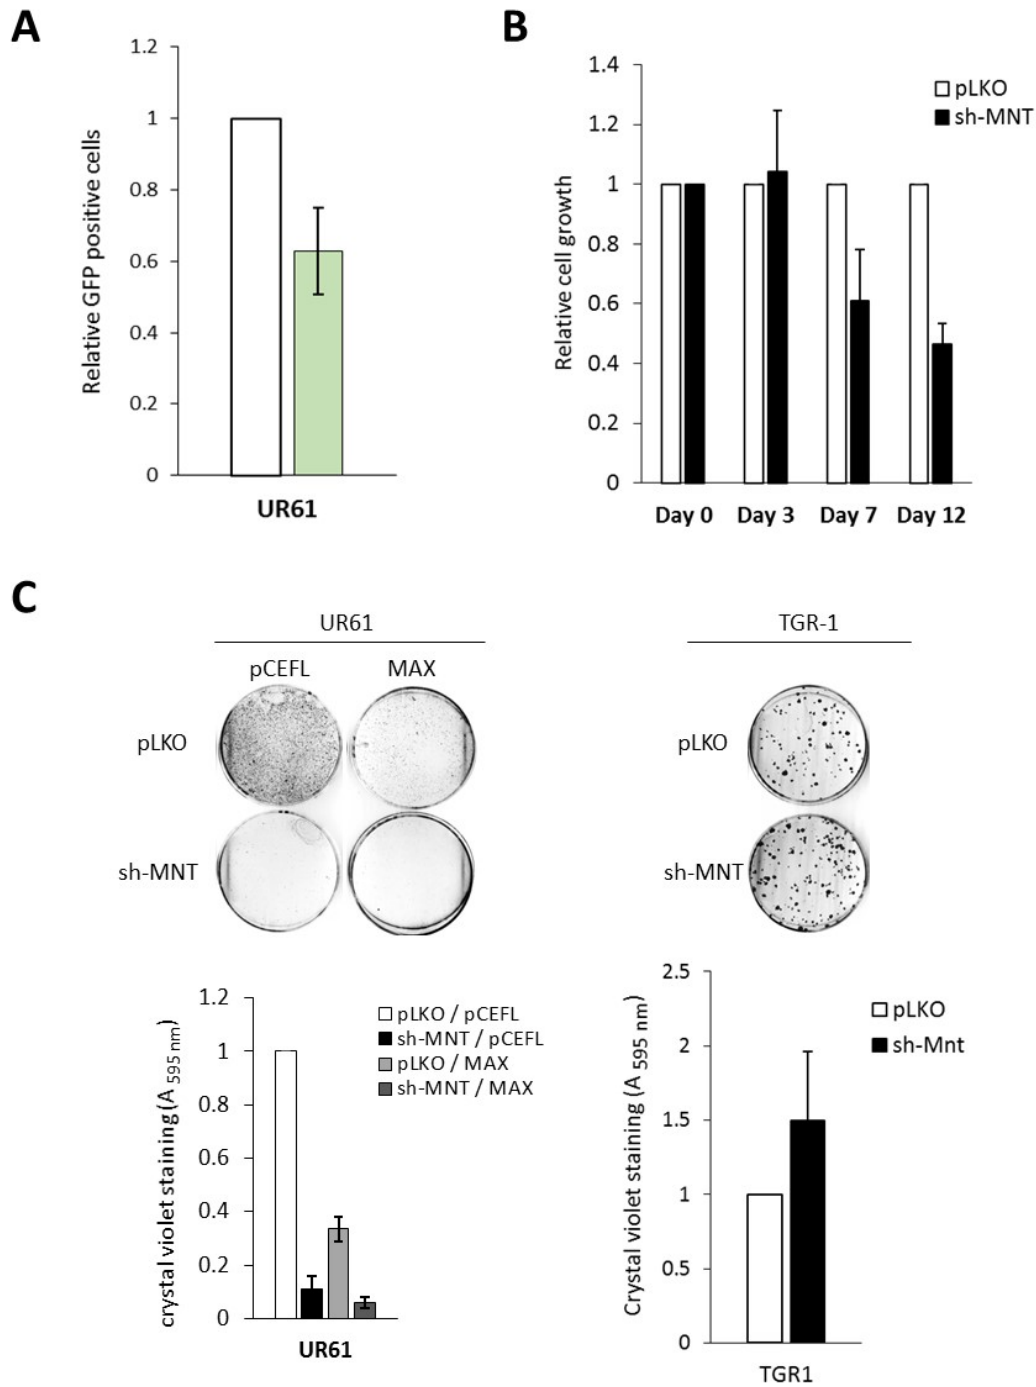 A
1.2
1
0.8
0.6
0.4
0.2
0
Relative GFP positive cells
UR61
B
1.4
1.2
1
0.8
0.6
0.4
0.2
0
Relative cell growth
pLKO
sh-MNT
Day 0 Day 3 Day 7 Day 12
C
UR61
pCEFL MAX
pLKO
sh-MNT
TGR-1
pLKO
sh-MNT
1.2
1
0.8
0.6
0.4
0.2
0
crystal violet staining (A 595 nm)
pLKO / pCEFL
sh-MNT / pCEFL
pLKO / MAX
sh-MNT / MAX
UR61
2.5
2
1.5
1
0.5
0
Crystal violet staining (A 595 nm)
pLKO
sh-Mnt
TGR1